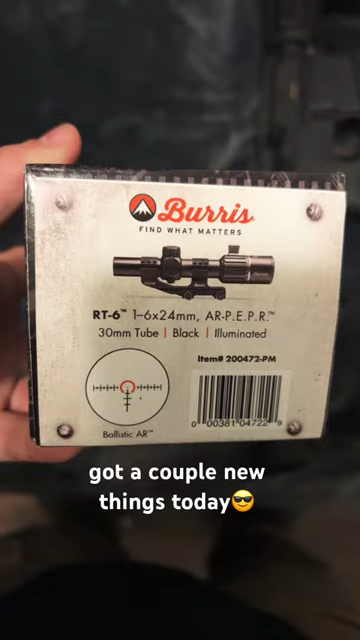 Burris
FIND WHAT MATTERS
RT-6™ 1–6x24mm, AR-P.E.P.R.™
30mm Tube | Black | Illuminated
Item# 200472-PM
0 00381 04722 9
Ballistic AR™
got a couple new
things today😎